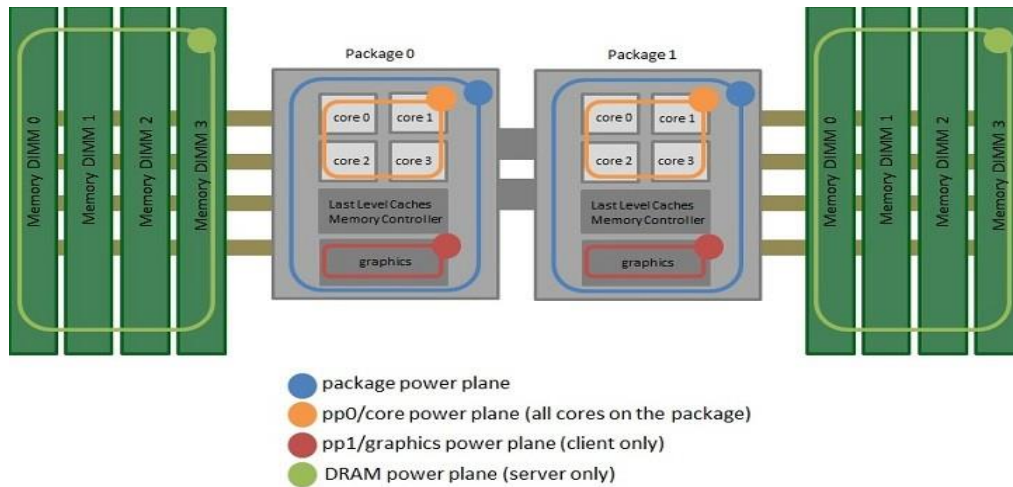 Package 0
Package 1
Memory DIMM 0
Memory DIMM 1
Memory DIMM 2
Memory DIMM 3
core 0
core 1
core 2
core 3
Last Level Caches
Memory Controller
graphics
core 0
core 1
core 2
core 3
Last Level Caches
Memory Controller
graphics
Memory DIMM 0
Memory DIMM 1
Memory DIMM 2
Memory DIMM 3
package power plane
pp0/core power plane (all cores on the package)
pp1/graphics power plane (client only)
DRAM power plane (server only)